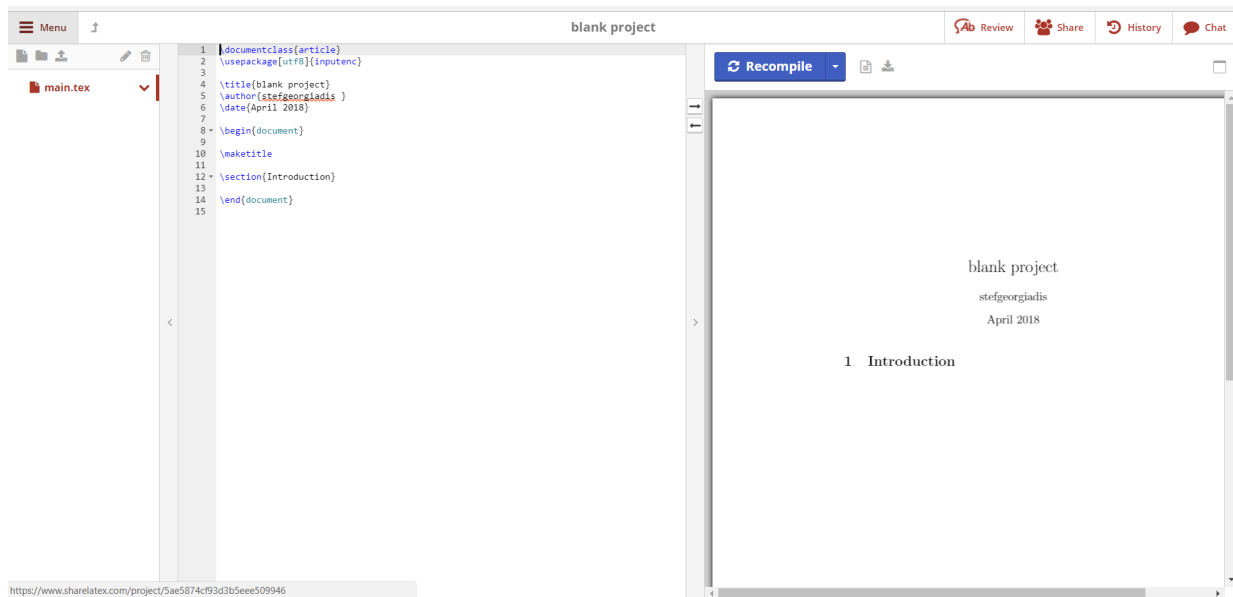 Menu
blank project
Review
Share
History
Chat
main.tex
1 \documentclass{article}
2 \usepackage[utf8]{inputenc}
3
4 \title{blank project}
5 \author{stefgeorgiadis }
6 \date{April 2018}
7
8 \begin{document}
9
10 \maketitle
11
12 \section{Introduction}
13
14 \end{document}
15
Recompile
blank project
stefgeorgiadis
April 2018
1 Introduction
https://www.sharelatex.com/project/5ae5874cf93d3b5eee509946